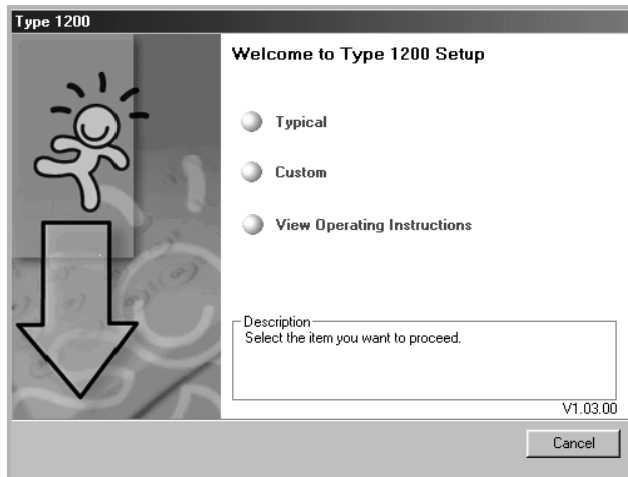 Type 1200
Welcome to Type 1200 Setup
Typical
Custom
View Operating Instructions
Description
Select the item you want to proceed.
V1.03.00
Cancel